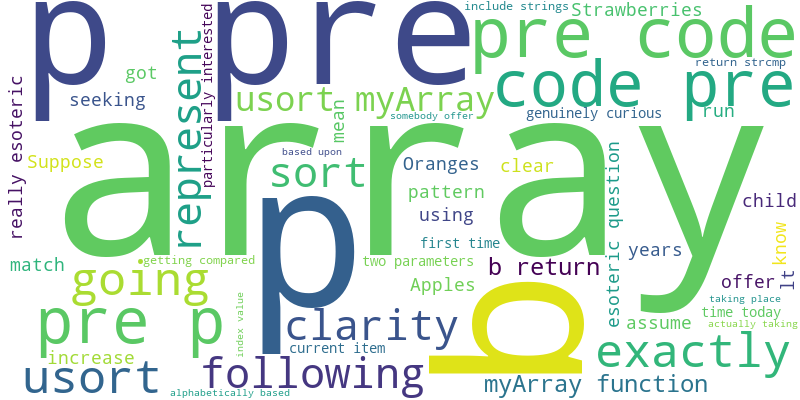 p
pre
include strings
Strawberries
pre code
return strcmp
got
seeking
really esoteric
particularly interested
represent
usort
myArray
mean
somebody offer
code pre
genuinely curious
run
array
Suppose
based upon
sort
Oranges
clear
pattern
using
child
match
getting compared
first time
two parameters
esoteric question
years
know
lt
going
p
b return
Apples
offer
taking place
pre p
clarity
b
assume
time today
actually taking
index value
increase
current item
exactly
usort
following
alphabetically based
myArray function